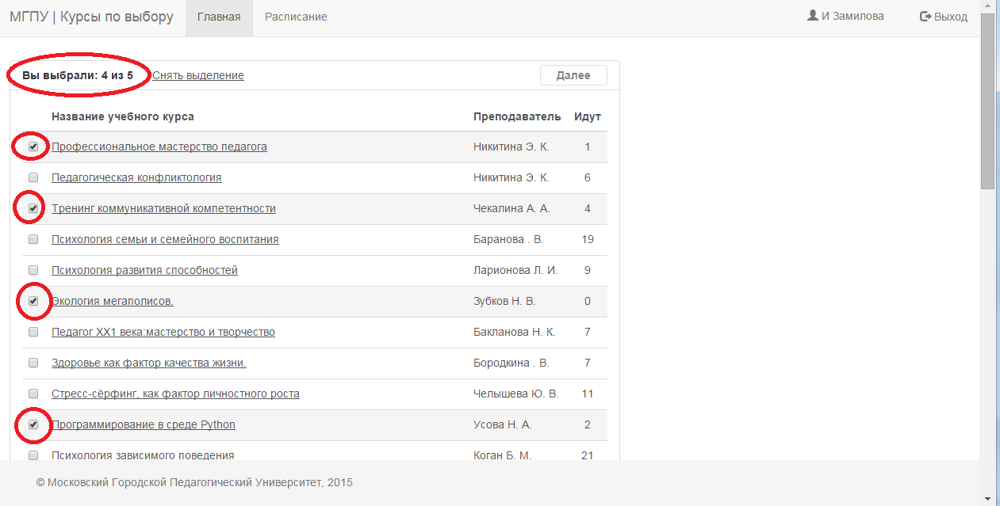 МГПУ | Курсы по выбору Главная Расписание И Замилова Выход
Вы выбрали: 4 из 5 Снять выделение Далее
Название учебного курса Преподаватель Идут
Профессиональное мастерство педагога Никитина Э. К. 1
Педагогическая конфликтология Никитина Э. К. 6
Тренинг коммуникативной компетентности Чекалина А. А. 4
Психология семьи и семейного воспитания Баранова . В. 19
Психология развития способностей Ларионова Л. И. 9
Экология мегаполисов. Зубков Н. В. 0
Педагог XX1 века:мастерство и творчество Бакланова Н. К. 7
Здоровье как фактор качества жизни. Бородкина . В. 7
Стресс-сёрфинг, как фактор личностного роста Челышева Ю. В. 11
Программирование в среде Python Усова Н. А. 2
Психология зависимого поведения Коган Б. М. 21
© Московский Городской Педагогический Университет, 2015